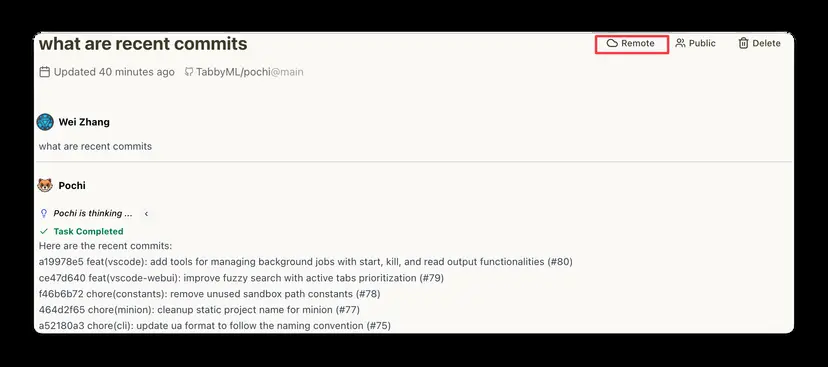 what are recent commits
Remote Public Delete
Updated 40 minutes ago TabbyML/pochi@main
Wei Zhang
what are recent commits
Pochi
Pochi is thinking ...
Task Completed
Here are the recent commits:
a19978e5 feat(vscode): add tools for managing background jobs with start, kill, and read output functionalities (#80)
ce47d640 feat(vscode-webui): improve fuzzy search with active tabs prioritization (#79)
f46b6b72 chore(constants): remove unused sandbox path constants (#78)
464d2f65 chore(minion): cleanup static project name for minion (#77)
a52180a3 chore(cli): update ua format to follow the naming convention (#75)